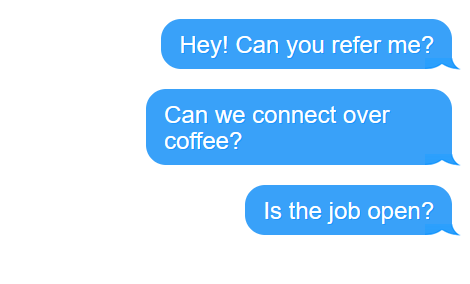 Hey! Can you refer me?
Can we connect over
coffee?
Is the job open?